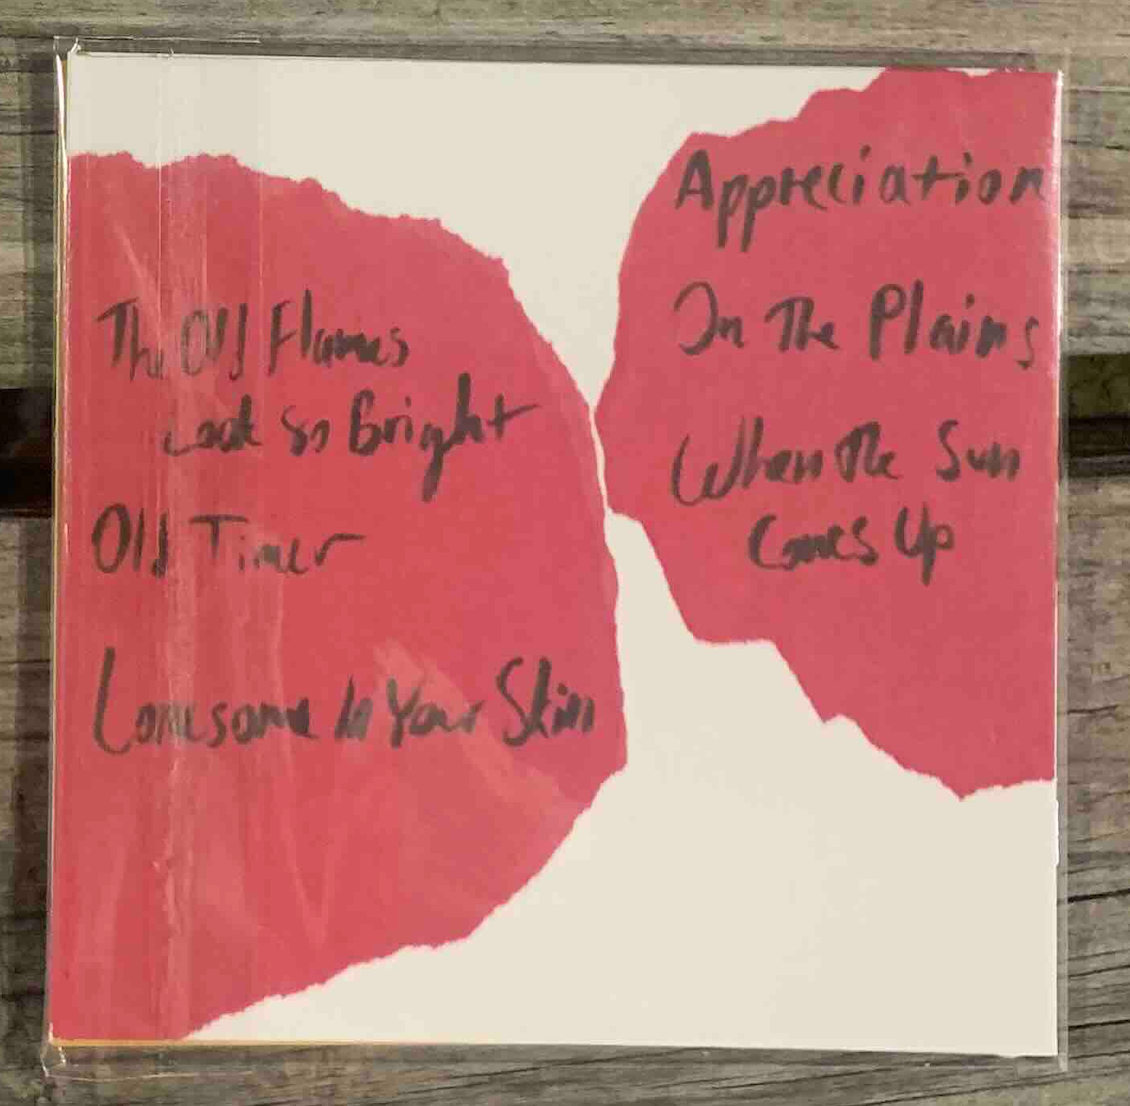 The Old Flames
Look So Bright
Old Timer
Lonesome In Your Skin
Appreciation
In The Plains
When The Sun
Comes Up